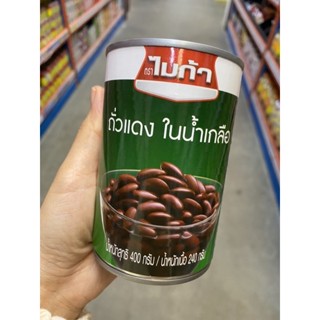 ตรา ไมก้า
ถั่วแดง ในน้ำเกลือ
น้ำหนักสุทธิ 400 กรัม / น้ำหนักเนื้อ 240 กรัม